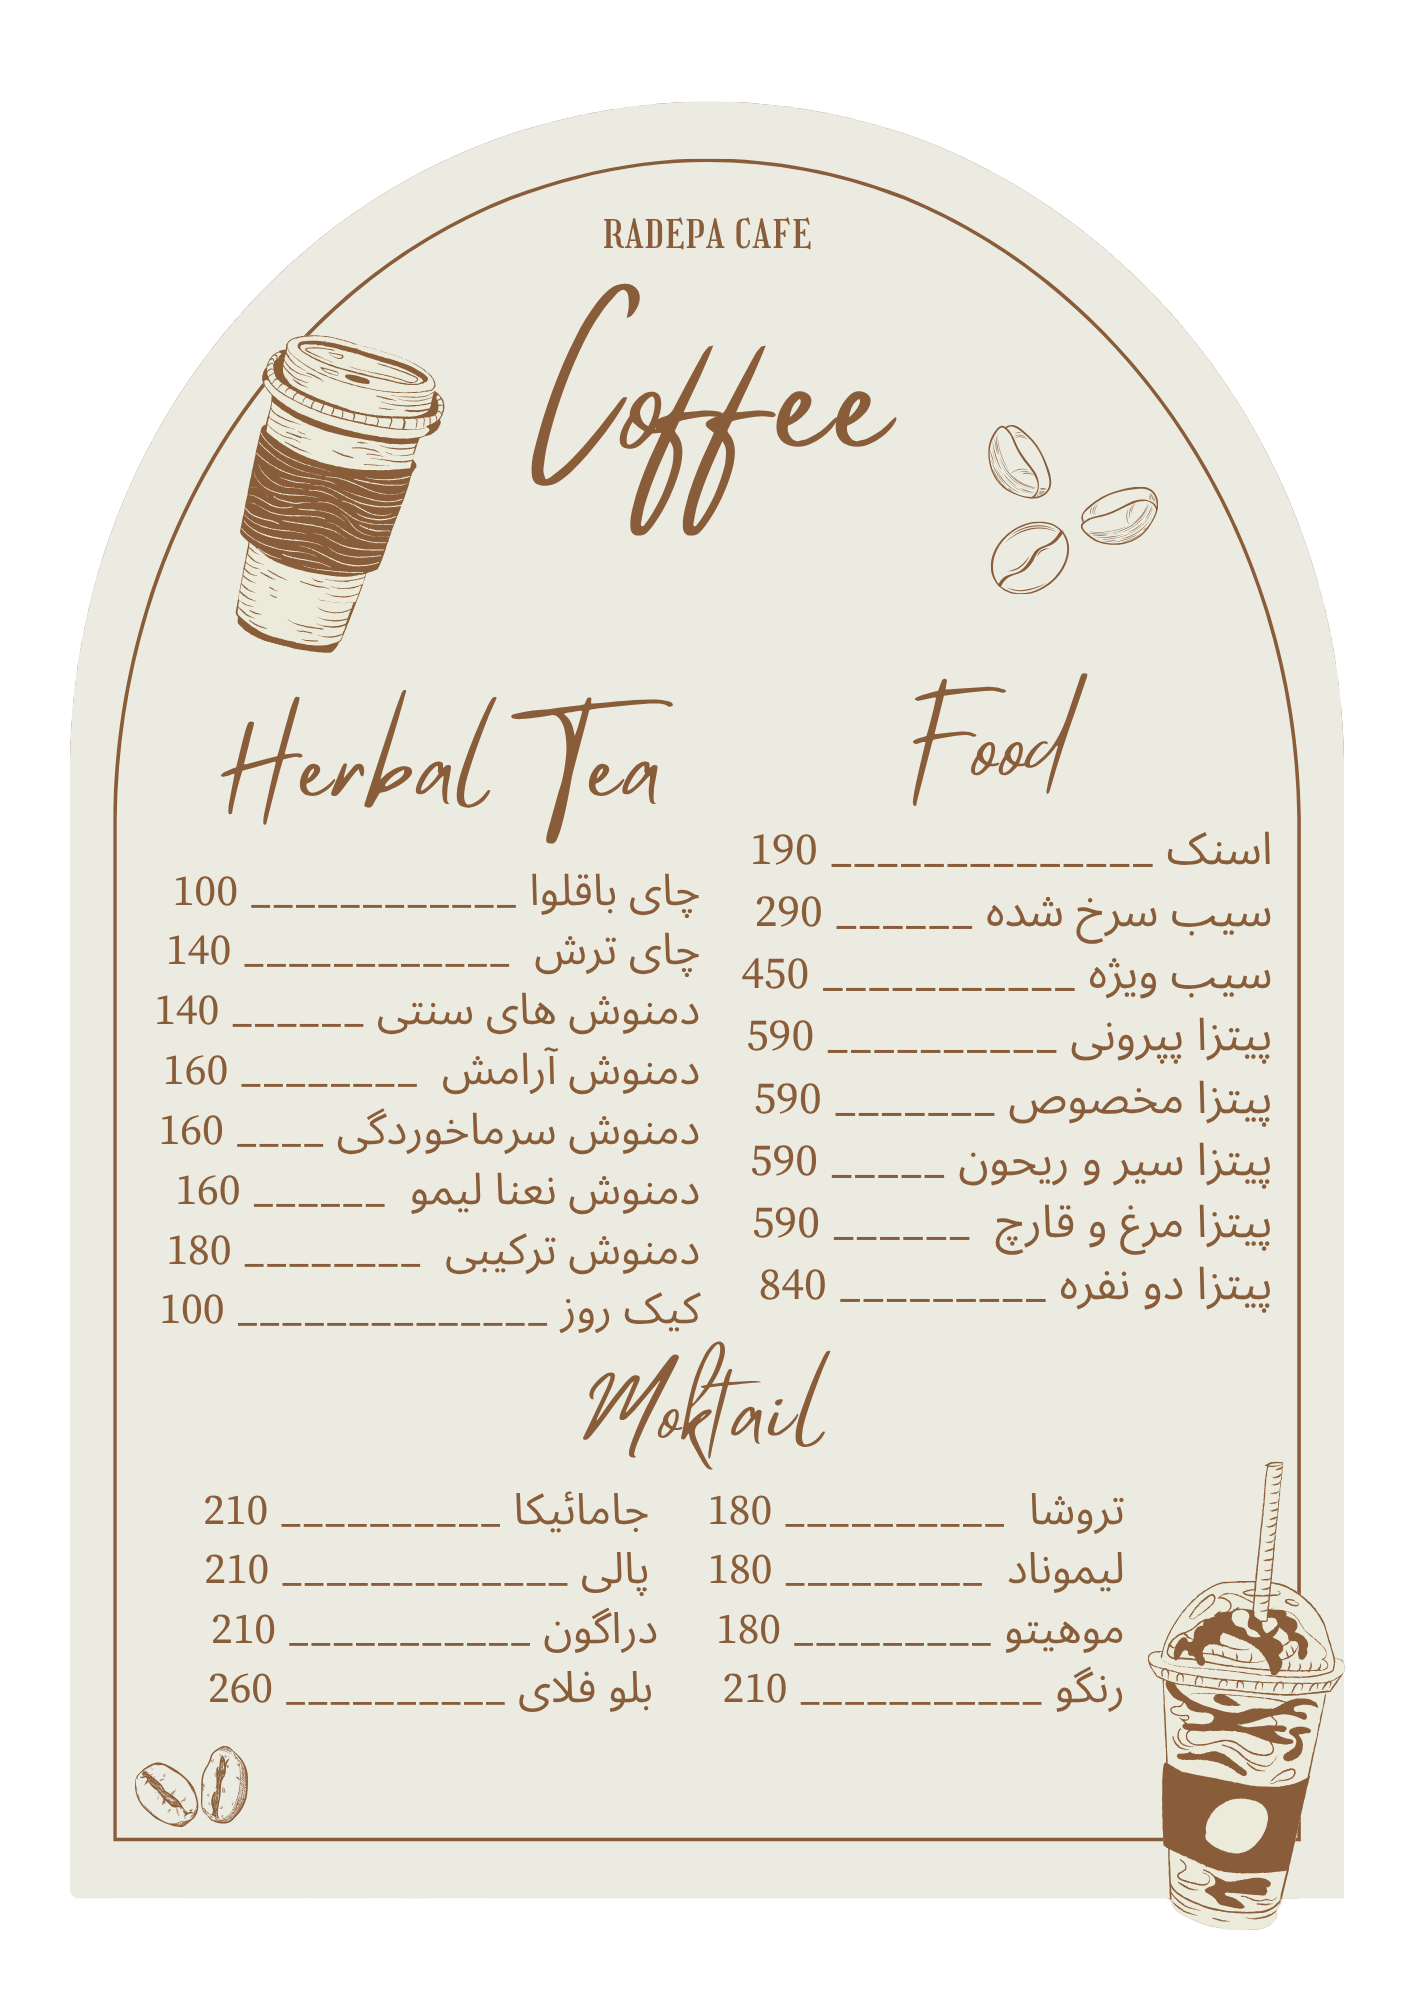 RADEPA CAFE
Coffee
Herbal Tea
چای باقلوا ____________ 100
چای ترش ____________ 140
دمنوش های سنتی ______ 140
دمنوش آرامش ________ 160
دمنوش سرماخوردگی ____ 160
دمنوش نعنا لیمو ______ 160
دمنوش ترکیبی ________ 180
کیک روز ______________ 100
Food
اسنک ______________ 190
سیب سرخ شده ______ 290
سیب ویژه ___________ 450
پیتزا پپرونی __________ 590
پیتزا مخصوص _______ 590
پیتزا سیر و ریحون _____ 590
پیتزا مرغ و قارچ ______ 590
پیتزا دو نفره _________ 840
Moktail
تروشا __________ 180
لیموناد _________ 180
موهیتو _________ 180
رنگو ___________ 210
جامائیکا __________ 210
پالی _____________ 210
دراگون ___________ 210
بلو فلای __________ 260